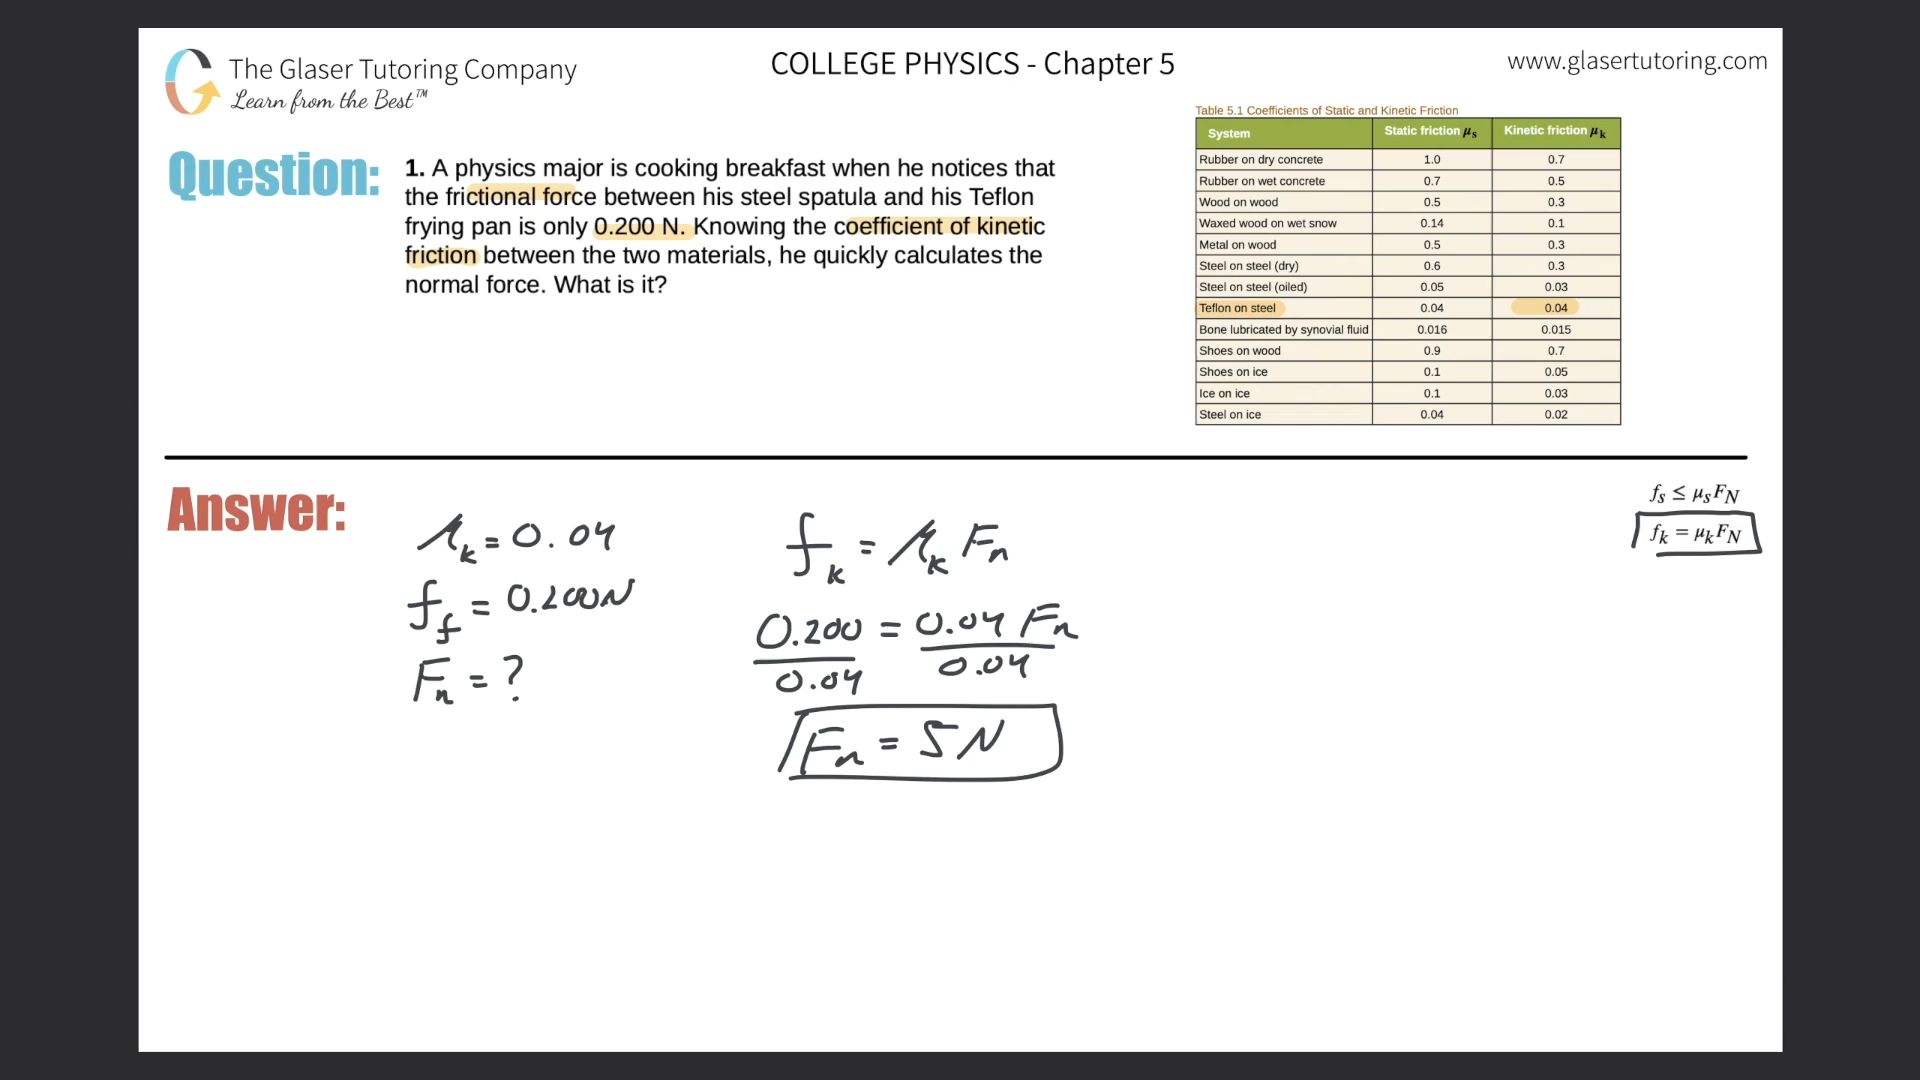 The Glaser Tutoring Company
Learn from the Best™
COLLEGE PHYSICS - Chapter 5
www.glasertutoring.com
Question:
1. A physics major is cooking breakfast when he notices that
the frictional force between his steel spatula and his Teflon
frying pan is only 0.200 N. Knowing the coefficient of kinetic
friction between the two materials, he quickly calculates the
normal force. What is it?
Table 5.1 Coefficients of Static and Kinetic Friction
System Static friction μs Kinetic friction μk
Rubber on dry concrete 1.0 0.7
Rubber on wet concrete 0.7 0.5
Wood on wood 0.5 0.3
Waxed wood on wet snow 0.14 0.1
Metal on wood 0.5 0.3
Steel on steel (dry) 0.6 0.3
Steel on steel (oiled) 0.05 0.03
Teflon on steel 0.04 0.04
Bone lubricated by synovial fluid 0.016 0.015
Shoes on wood 0.9 0.7
Shoes on ice 0.1 0.05
Ice on ice 0.1 0.03
Steel on ice 0.04 0.02
Answer:
μk = 0.04
ff = 0.200N
Fn = ?
fk = μk Fn
0.200 = 0.04 Fn
0.04 0.04
Fn = 5 N
fs ≤ μsFN
fk = μkFN